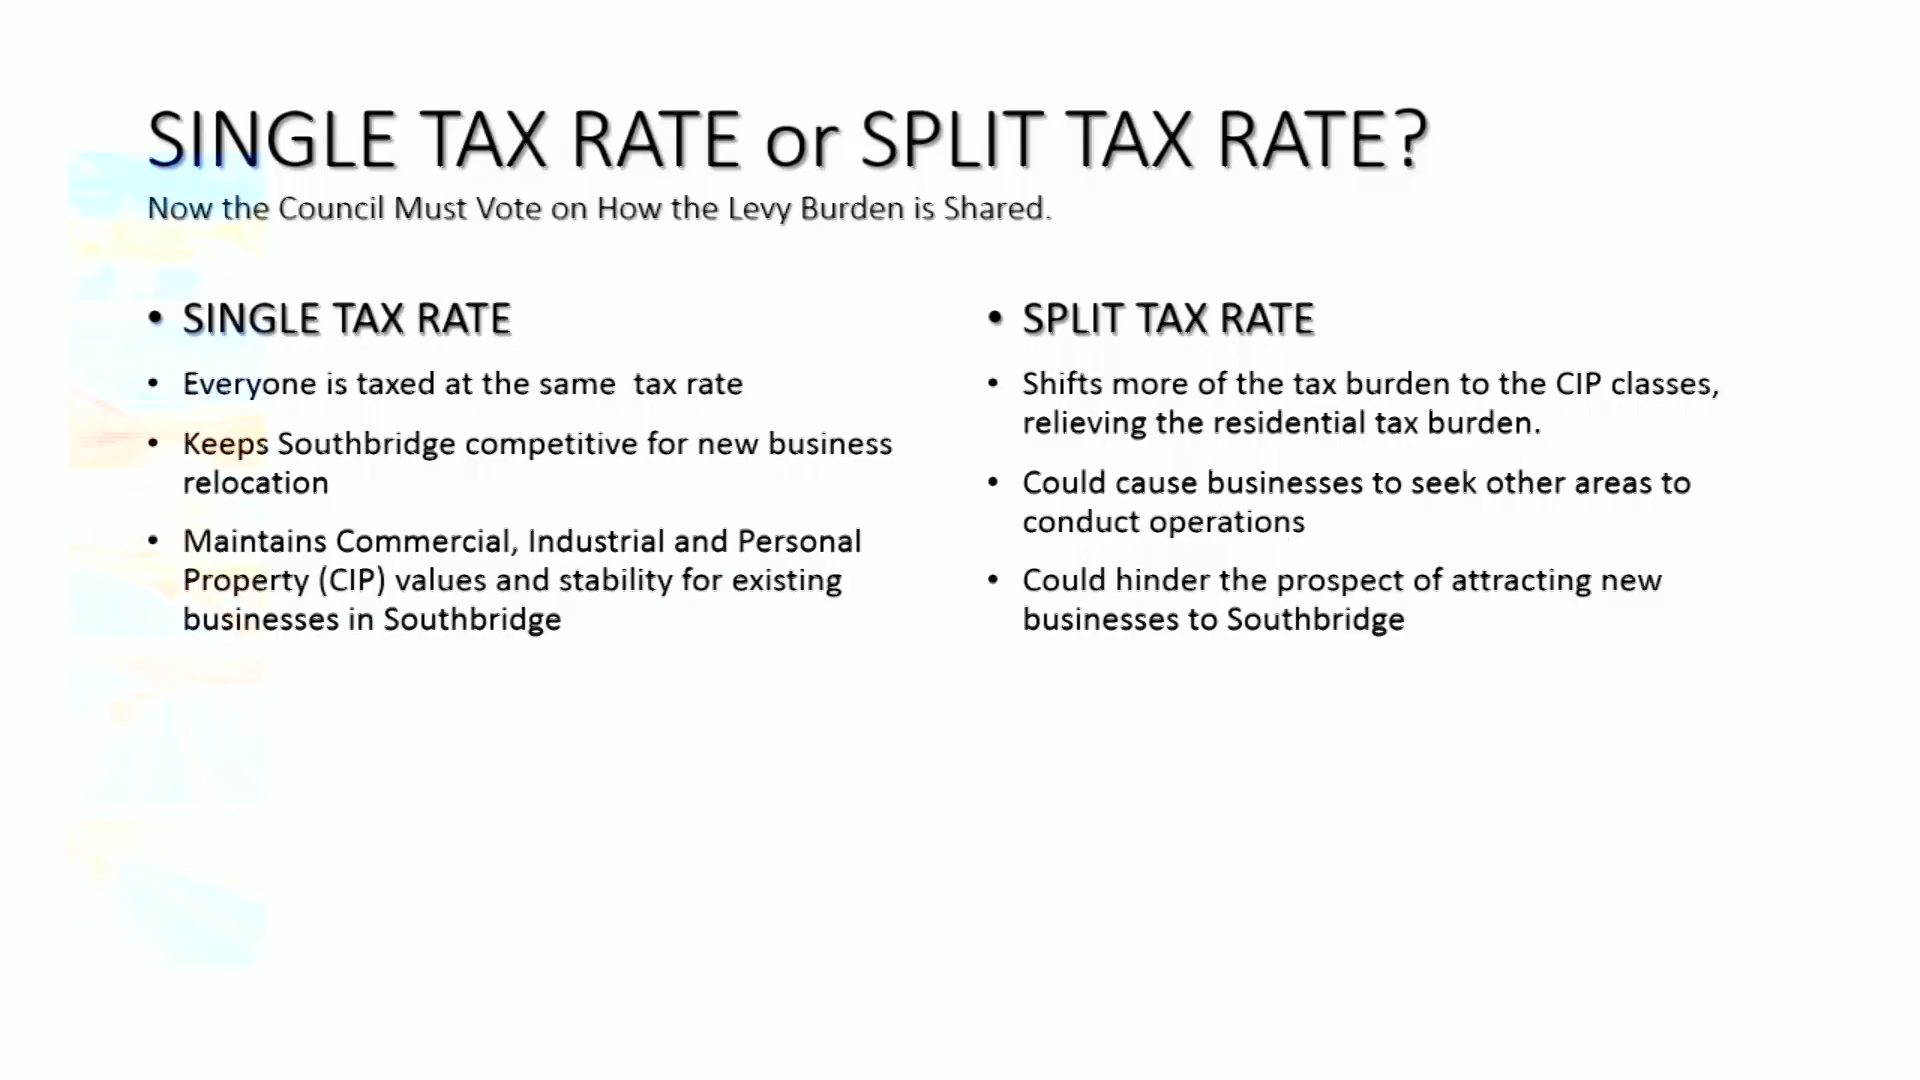 SINGLE TAX RATE or SPLIT TAX RATE?
Now the Council Must Vote on How the Levy Burden is Shared.
• SINGLE TAX RATE
• Everyone is taxed at the same  tax rate
• Keeps Southbridge competitive for new business
relocation
• Maintains Commercial, Industrial and Personal
Property (CIP) values and stability for existing
businesses in Southbridge
• SPLIT TAX RATE
• Shifts more of the tax burden to the CIP classes,
relieving the residential tax burden.
• Could cause businesses to seek other areas to
conduct operations
• Could hinder the prospect of attracting new
businesses to Southbridge